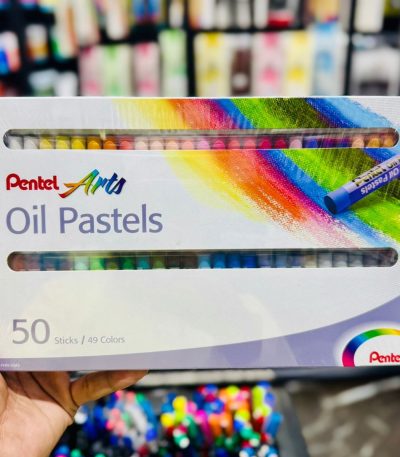 Pentel Arts
Oil Pastels
Oil Pastels
50 Sticks / 49 Colors
Pentel